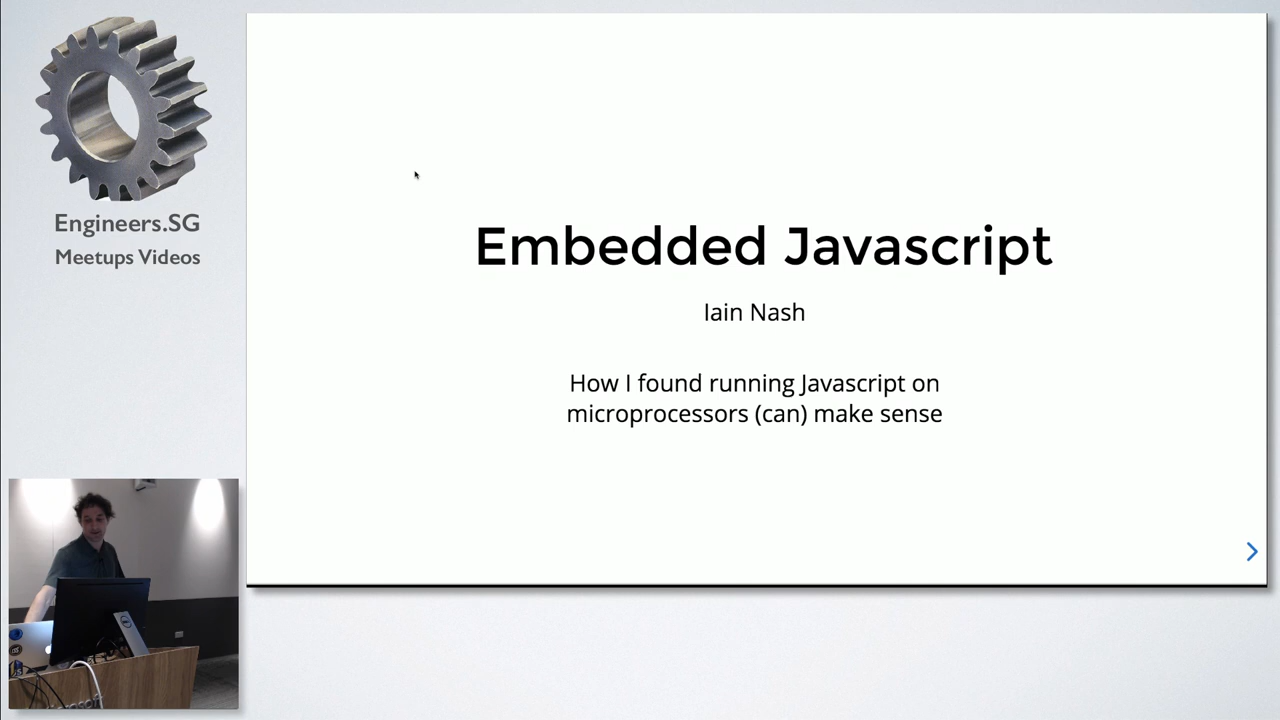 Engineers.SG
Meetups Videos
Embedded Javascript
Iain Nash
How I found running Javascript on
microprocessors (can) make sense